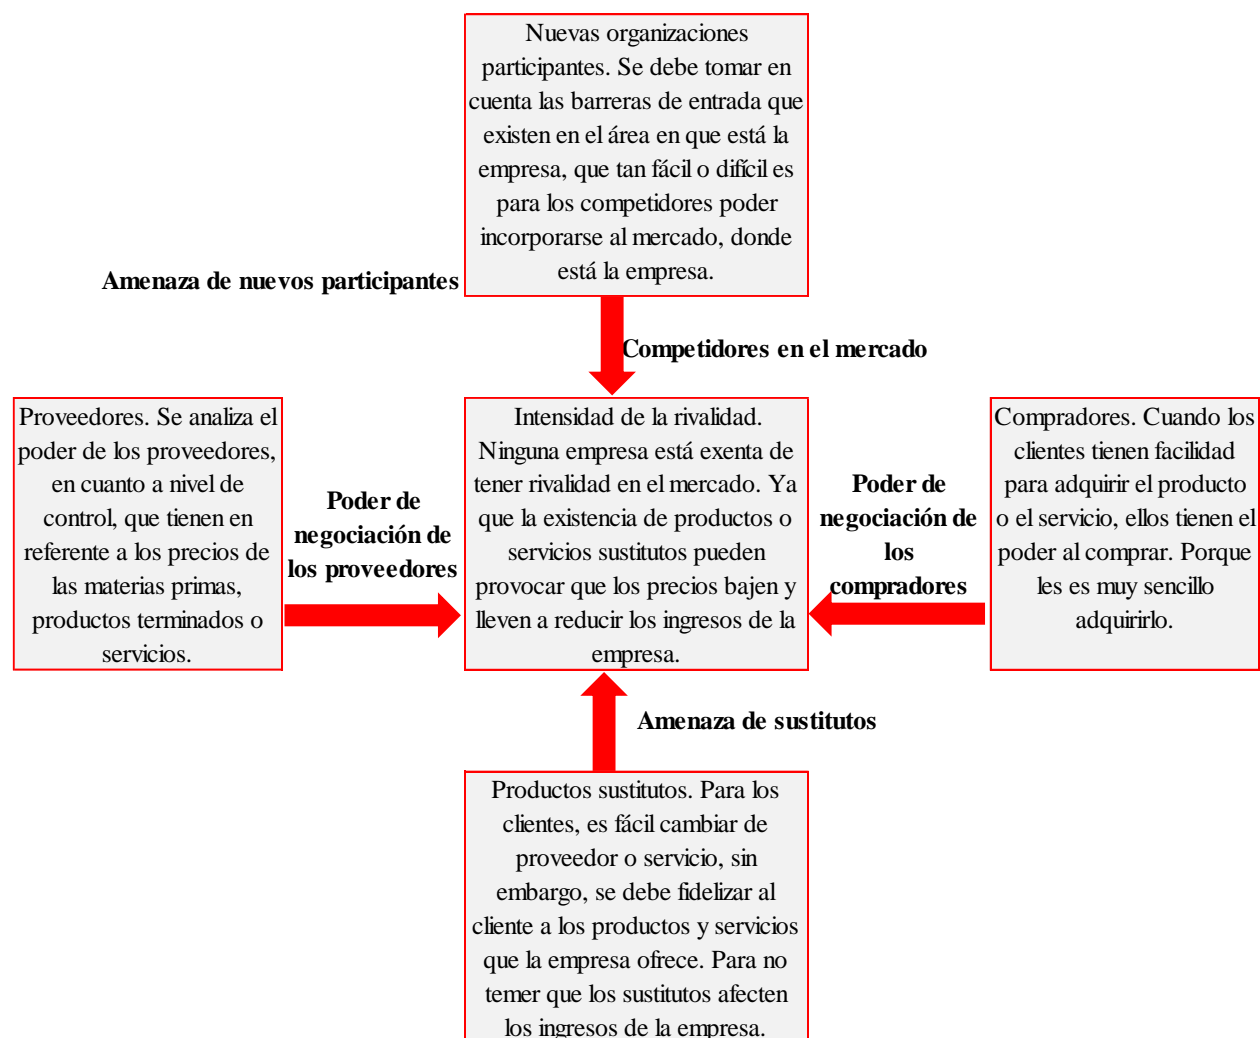 Nuevas organizaciones
participantes. Se debe tomar en
cuenta las barreras de entrada que
existen en el área en que está la
empresa, que tan fácil o difícil es
para los competidores poder
incorporarse al mercado, donde
está la empresa.
Amenaza de nuevos participantes
Competidores en el mercado
Proveedores. Se analiza el
poder de los proveedores,
en cuanto a nivel de
control, que tienen en
referente a los precios de
las materias primas,
productos terminados o
servicios.
Poder de
negociación de
los proveedores
Intensidad de la rivalidad.
Ninguna empresa está exenta de
tener rivalidad en el mercado. Ya
que la existencia de productos o
servicios sustitutos pueden
provocar que los precios bajen y
lleven a reducir los ingresos de la
empresa.
Poder de
negociación de
los
compradores
Compradores. Cuando los
clientes tienen facilidad
para adquirir el producto
o el servicio, ellos tienen el
poder al comprar. Porque
les es muy sencillo
adquirirlo.
Amenaza de sustitutos
Productos sustitutos. Para los
clientes, es fácil cambiar de
proveedor o servicio, sin
embargo, se debe fidelizar al
cliente a los productos y servicios
que la empresa ofrece. Para no
temer que los sustitutos afecten
los ingresos de la empresa.